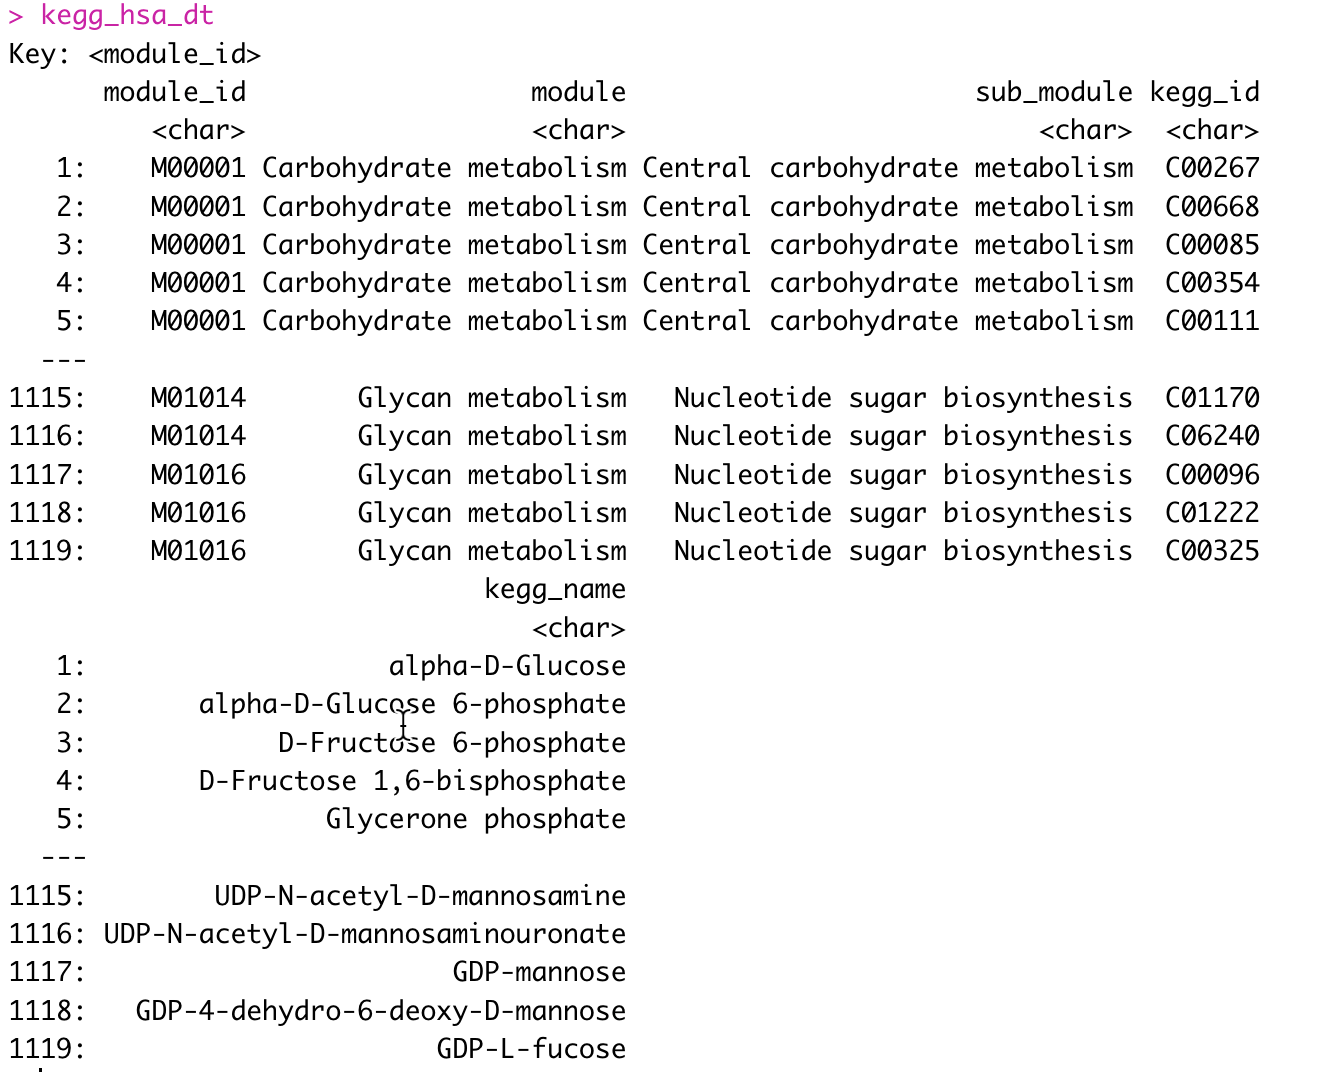 > kegg_hsa_dt
Key: <module_id>
module_id module sub_module kegg_id
<char> <char> <char> <char>
1: M00001 Carbohydrate metabolism Central carbohydrate metabolism C00267
2: M00001 Carbohydrate metabolism Central carbohydrate metabolism C00668
3: M00001 Carbohydrate metabolism Central carbohydrate metabolism C00085
4: M00001 Carbohydrate metabolism Central carbohydrate metabolism C00354
5: M00001 Carbohydrate metabolism Central carbohydrate metabolism C00111
---
1115: M01014 Glycan metabolism Nucleotide sugar biosynthesis C01170
1116: M01014 Glycan metabolism Nucleotide sugar biosynthesis C06240
1117: M01016 Glycan metabolism Nucleotide sugar biosynthesis C00096
1118: M01016 Glycan metabolism Nucleotide sugar biosynthesis C01222
1119: M01016 Glycan metabolism Nucleotide sugar biosynthesis C00325
kegg_name
<char>
1: alpha-D-Glucose
2: alpha-D-Glucose 6-phosphate
3: D-Fructose 6-phosphate
4: D-Fructose 1,6-bisphosphate
5: Glycerone phosphate
---
1115: UDP-N-acetyl-D-mannosamine
1116: UDP-N-acetyl-D-mannosaminouronate
1117: GDP-mannose
1118: GDP-4-dehydro-6-deoxy-D-mannose
1119: GDP-L-fucose